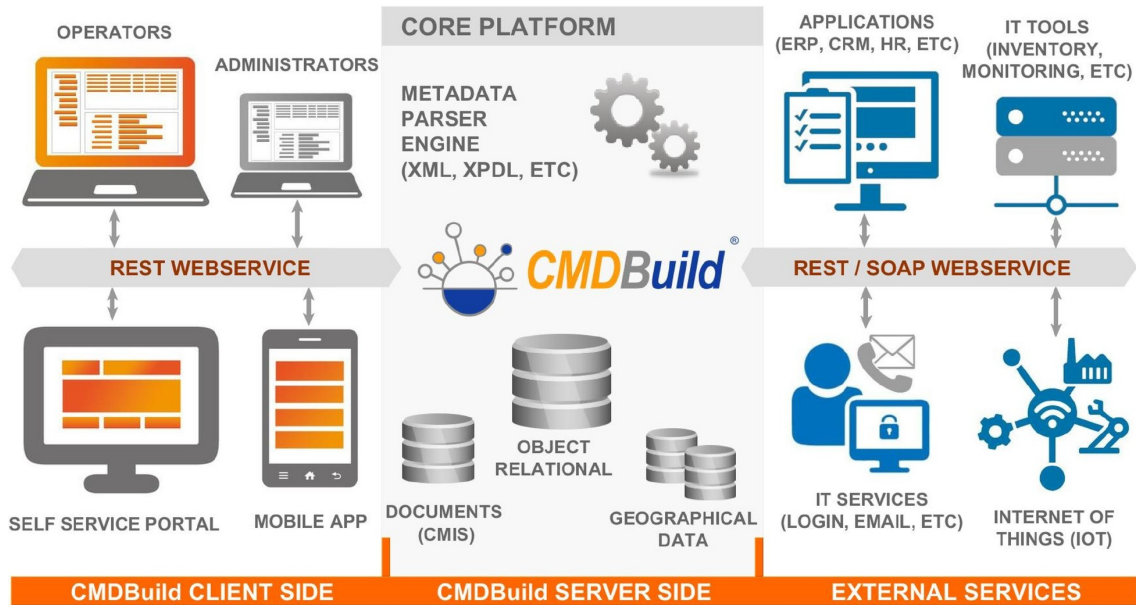 OPERATORS
ADMINISTRATORS
REST WEBSERVICE
SELF SERVICE PORTAL
MOBILE APP
CMDBuild CLIENT SIDE
CORE PLATFORM
METADATA
PARSER
ENGINE
(XML, XPDL, ETC)
CMDBuild®
OBJECT
RELATIONAL
DOCUMENTS
(CMIS)
GEOGRAPHICAL
DATA
CMDBuild SERVER SIDE
APPLICATIONS
(ERP, CRM, HR, ETC)
IT TOOLS
(INVENTORY,
MONITORING, ETC)
REST / SOAP WEBSERVICE
IT SERVICES
(LOGIN, EMAIL, ETC)
INTERNET OF
THINGS (IOT)
EXTERNAL SERVICES